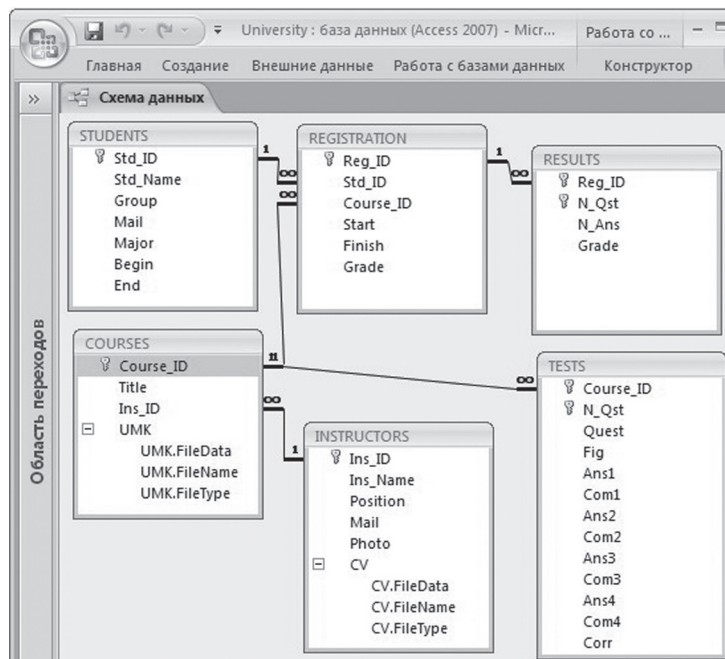 University : база данных (Access 2007) - Micr...
Работа со ...
Главная Создание Внешние данные Работа с базами данных Конструктор
» Схема данных
Область переходов
STUDENTS
Std_ID
Std_Name
Group
Mail
Major
Begin
End
1
∞
REGISTRATION
Reg_ID
Std_ID
Course_ID
Start
Finish
Grade
∞
1
∞
RESULTS
Reg_ID
N_Qst
N_Ans
Grade
COURSES
Course_ID
Title
Ins_ID
UMK
UMK.FileData
UMK.FileName
UMK.FileType
11
∞
1
INSTRUCTORS
Ins_ID
Ins_Name
Position
Mail
Photo
CV
CV.FileData
CV.FileName
CV.FileType
∞
TESTS
Course_ID
N_Qst
Quest
Fig
Ans1
Com1
Ans2
Com2
Ans3
Com3
Ans4
Com4
Corr